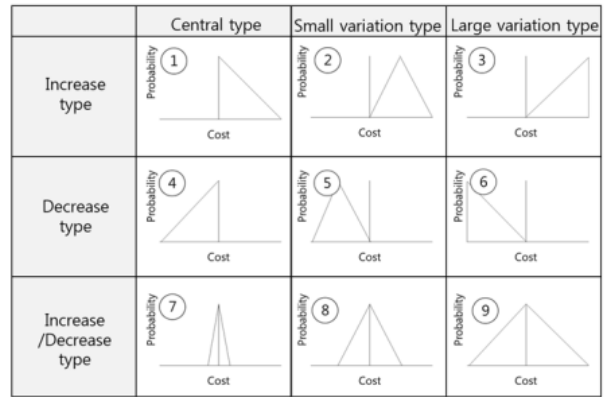 Central type
Small variation type
Large variation type
Increase
type
Probability
1
Cost
Probability
2
Cost
Probability
3
Cost
Decrease
type
Probability
4
Cost
Probability
5
Cost
Probability
6
Cost
Increase
/Decrease
type
Probability
7
Cost
Probability
8
Cost
Probability
9
Cost